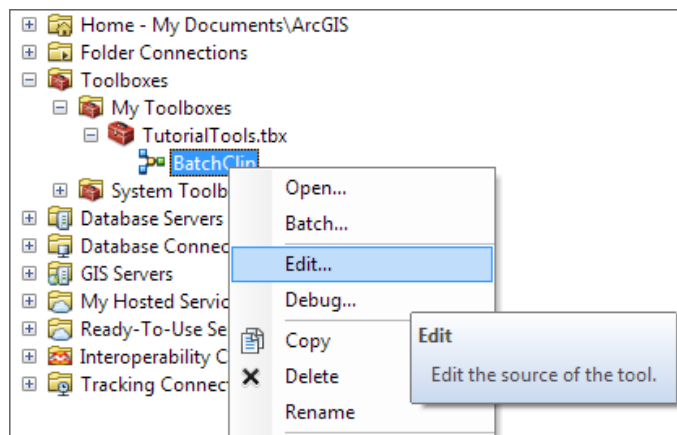 Home - My Documents\ArcGIS
Folder Connections
Toolboxes
My Toolboxes
TutorialTools.tbx
BatchClip
System Toolb
Database Servers
Database Connec
GIS Servers
My Hosted Servic
Ready-To-Use Se
Interoperability C
Tracking Connec
Open...
Batch...
Edit...
Debug...
Copy
Delete
Rename
Edit
Edit the source of the tool.